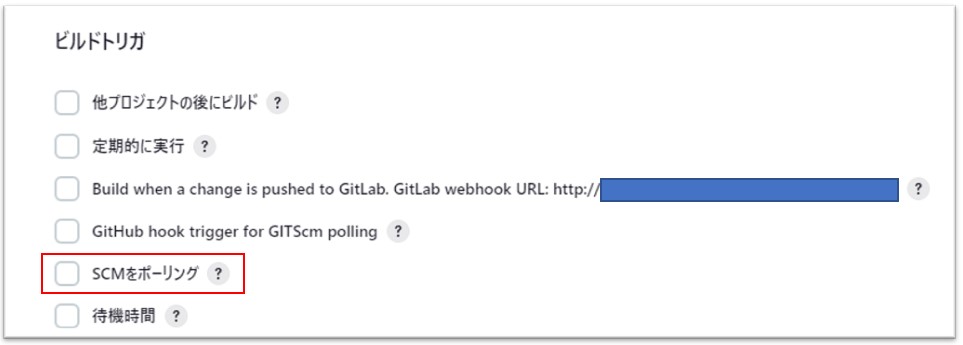 ビルドトリガ
他プロジェクトの後にビルド ?
定期的に実行 ?
Build when a change is pushed to GitLab. GitLab webhook URL: http:// ?
GitHub hook trigger for GITScm polling ?
SCMをポーリング ?
待機時間 ?